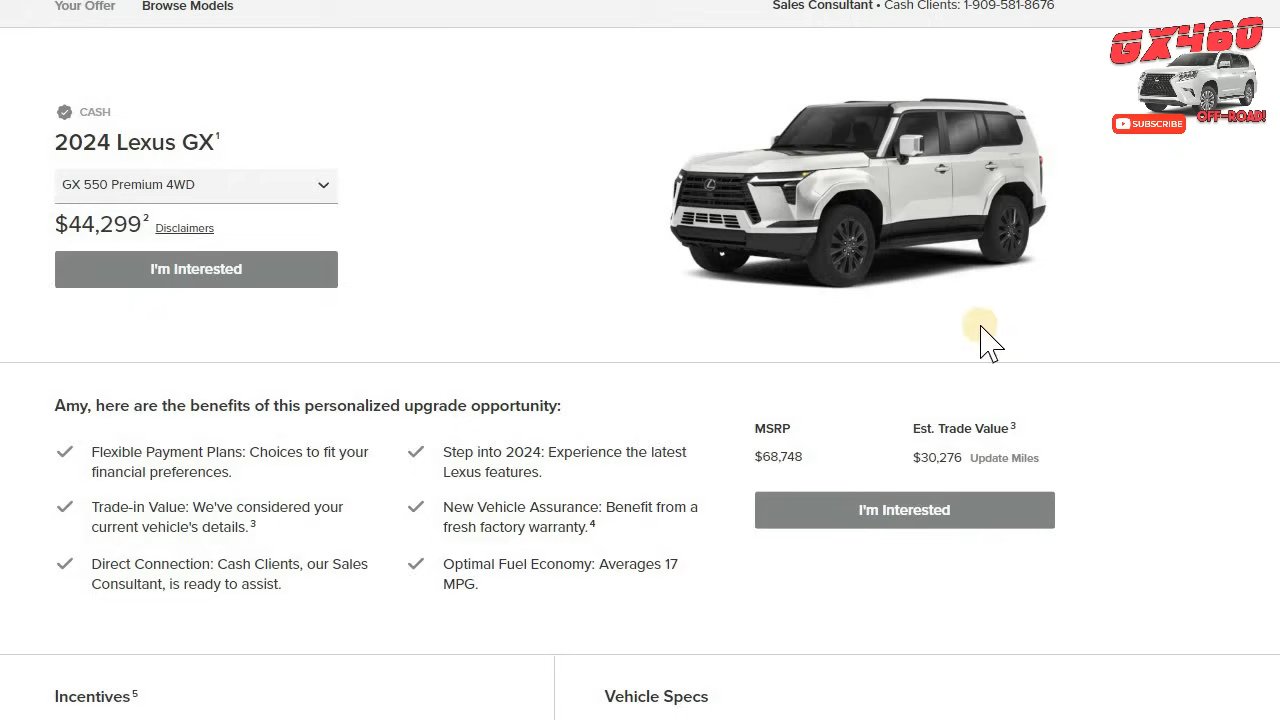 Your Offer
Browse Models
Sales Consultant • Cash Clients: 1-909-581-8676
GX460
OFF-ROAD!
SUBSCRIBE
CASH
2024 Lexus GX¹
GX 550 Premium 4WD
$44,299² Disclaimers
I'm Interested
Amy, here are the benefits of this personalized upgrade opportunity:
Flexible Payment Plans: Choices to fit your
financial preferences.
Trade-in Value: We've considered your
current vehicle's details. ³
Direct Connection: Cash Clients, our Sales
Consultant, is ready to assist.
Step into 2024: Experience the latest
Lexus features.
New Vehicle Assurance: Benefit from a
fresh factory warranty. ⁴
Optimal Fuel Economy: Averages 17
MPG.
MSRP
$68,748
Est. Trade Value ³
$30,276 Update Miles
I'm Interested
Incentives ⁵
Vehicle Specs